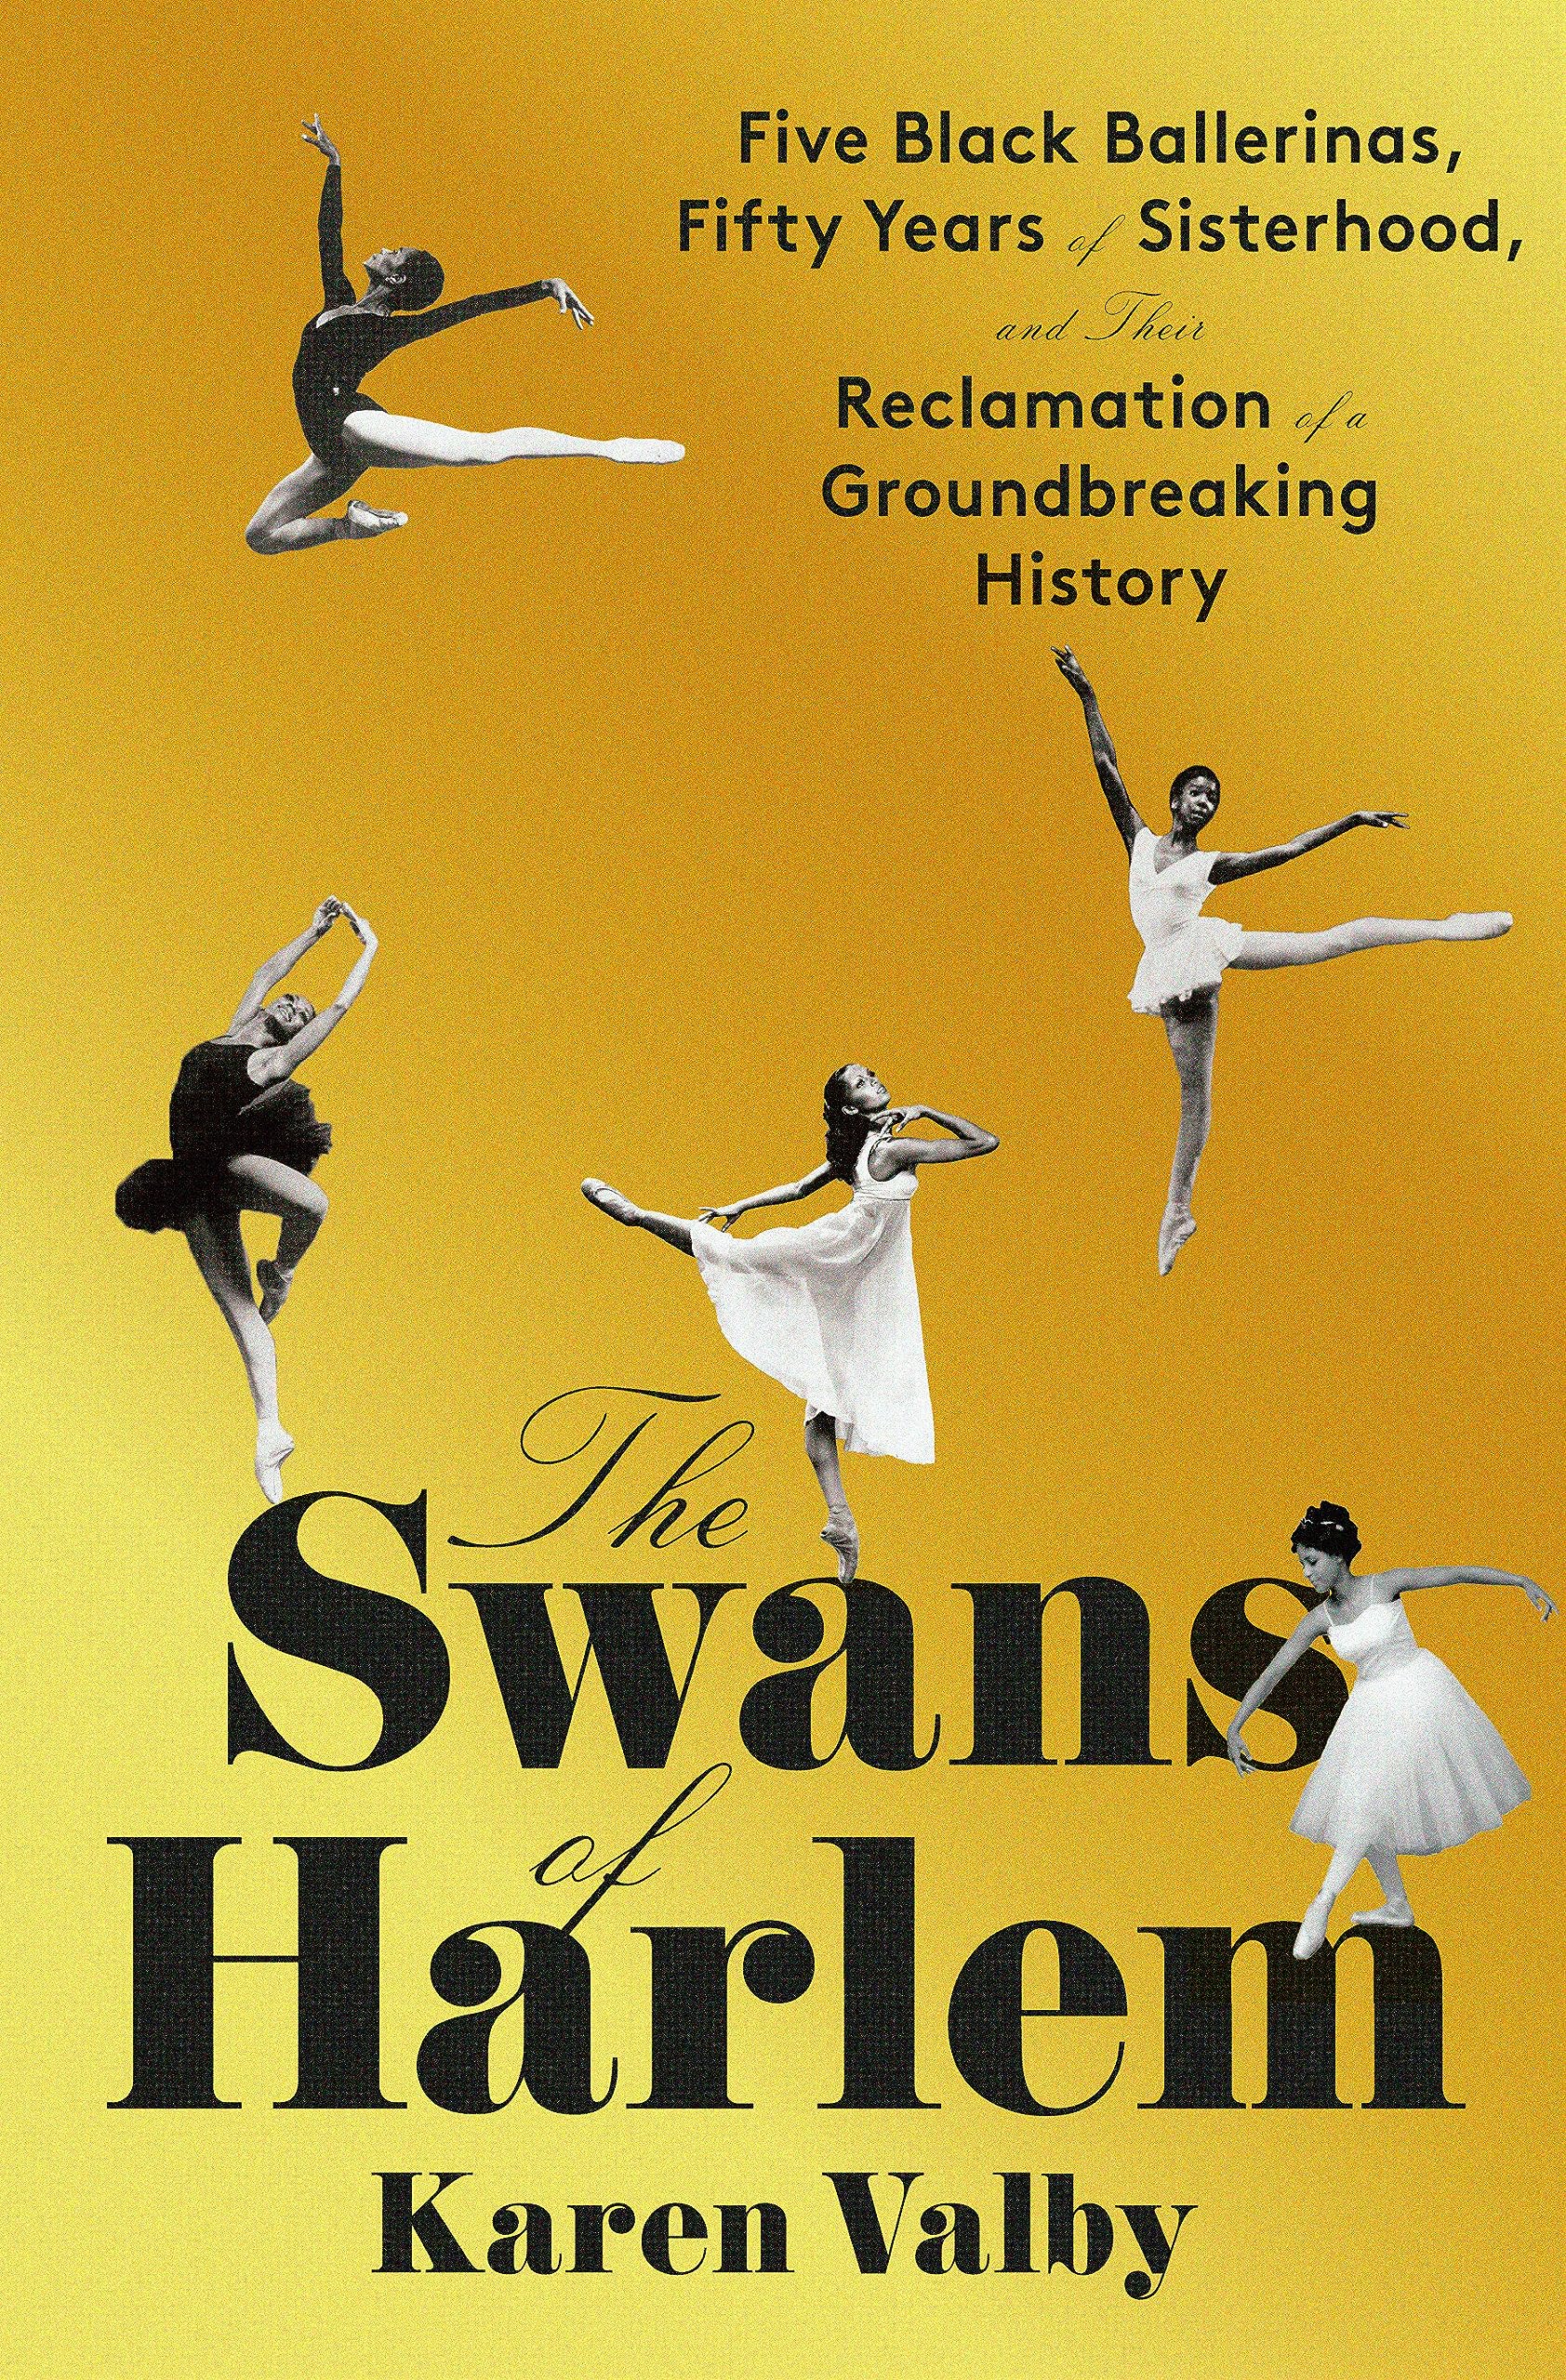 Five Black Ballerinas,
Fifty Years of Sisterhood,
and Their
Reclamation of a
Groundbreaking
History
The
Swans
of
Harlem
Karen Valby